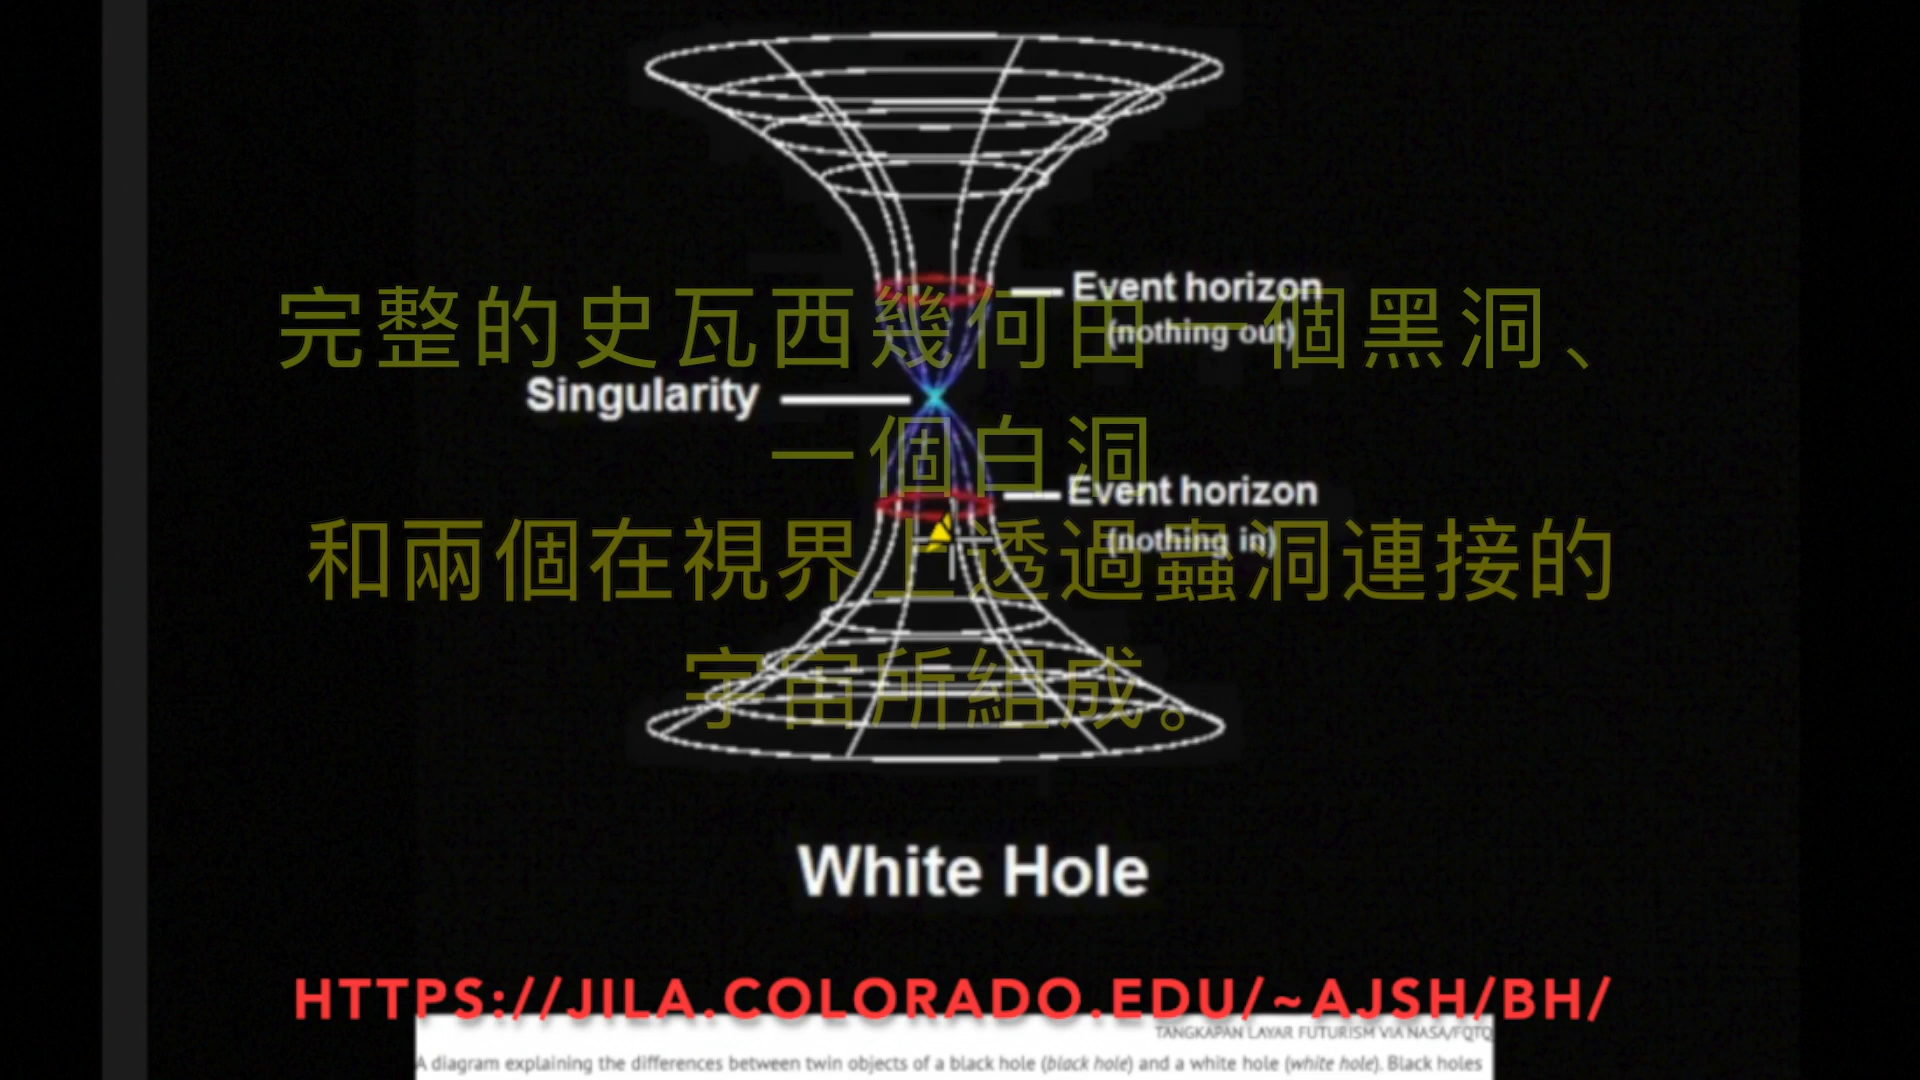 Event horizon
(nothing out)
完整的史瓦西幾何由一個黑洞、
Singularity
一個白洞
Event horizon
(nothing in)
和兩個在視界上透過蟲洞連接的
宇宙所組成。
White Hole
HTTPS://JILA.COLORADO.EDU/~AJSH/BH/
TANGKAPAN LAYAR FUTURISM VIA NASA/FQTQ
A diagram explaining the differences between twin objects of a black hole (black hole) and a white hole (white hole). Black holes